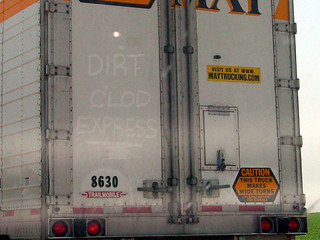 MAY
VISIT US AT WWW.
MAYTRUCKING.COM
DIRT
CLOD
EXPRESS
8630
TRAILMOBILE
CAUTION
THIS TRUCK
MAKES
WIDE TURNS